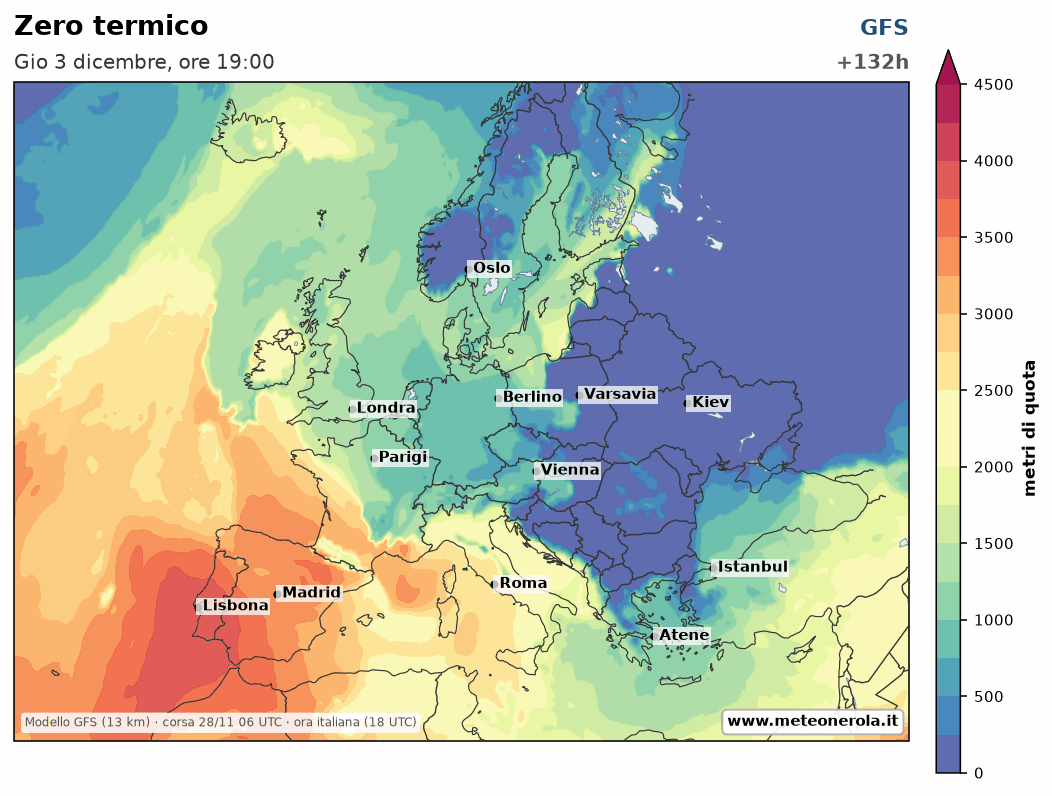 Zero termico
GFS
Gio 3 dicembre, ore 19:00
+132h
4500
4000
3500
3000
2500
2000
1500
1000
500
0
metri di quota
Oslo
Londra
Berlino
Varsavia
Kiev
Parigi
Vienna
Istanbul
Roma
Madrid
Lisbona
Atene
Modello GFS (13 km) · corsa 28/11 06 UTC · ora italiana (18 UTC)
www.meteonerola.it